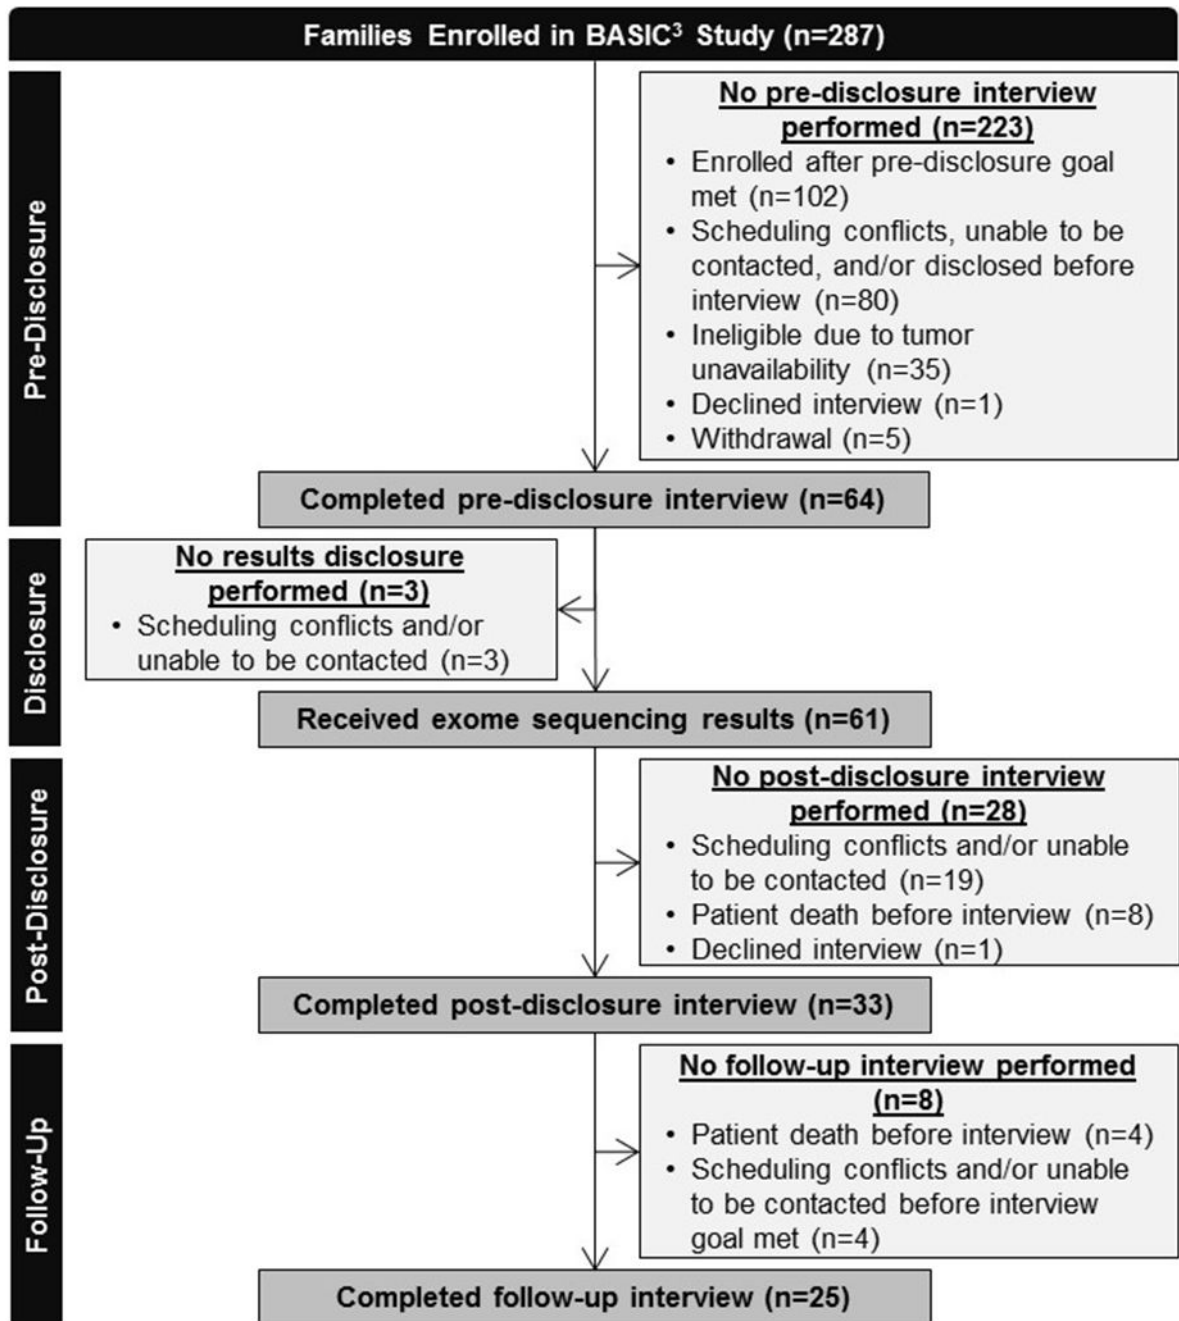 Families Enrolled in BASIC³ Study (n=287)
Pre-Disclosure
No pre-disclosure interview
performed (n=223)
• Enrolled after pre-disclosure goal
met (n=102)
• Scheduling conflicts, unable to be
contacted, and/or disclosed before
interview (n=80)
• Ineligible due to tumor
unavailability (n=35)
• Declined interview (n=1)
• Withdrawal (n=5)
Completed pre-disclosure interview (n=64)
Disclosure
No results disclosure
performed (n=3)
• Scheduling conflicts and/or
unable to be contacted (n=3)
Received exome sequencing results (n=61)
Post-Disclosure
No post-disclosure interview
performed (n=28)
• Scheduling conflicts and/or unable
to be contacted (n=19)
• Patient death before interview (n=8)
• Declined interview (n=1)
Completed post-disclosure interview (n=33)
Follow-Up
No follow-up interview performed
(n=8)
• Patient death before interview (n=4)
• Scheduling conflicts and/or unable
to be contacted before interview
goal met (n=4)
Completed follow-up interview (n=25)